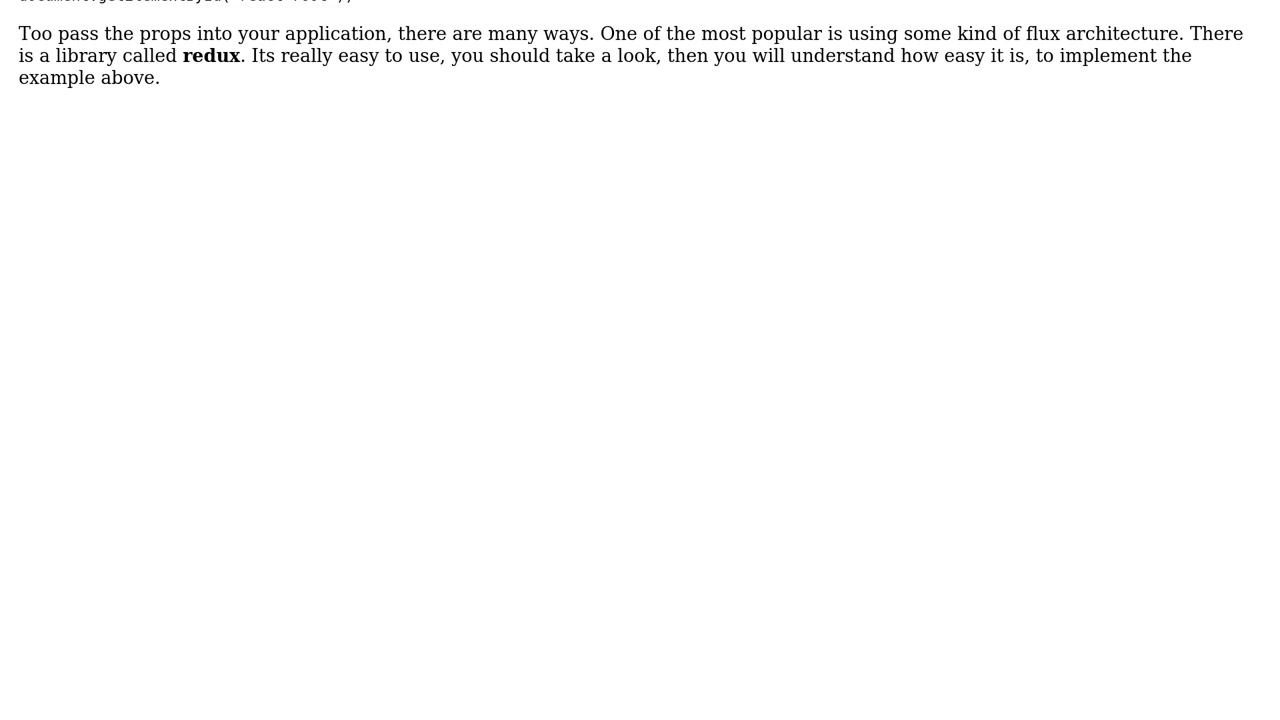 Too pass the props into your application, there are many ways. One of the most popular is using some kind of flux architecture. There
is a library called redux. Its really easy to use, you should take a look, then you will understand how easy it is, to implement the
example above.